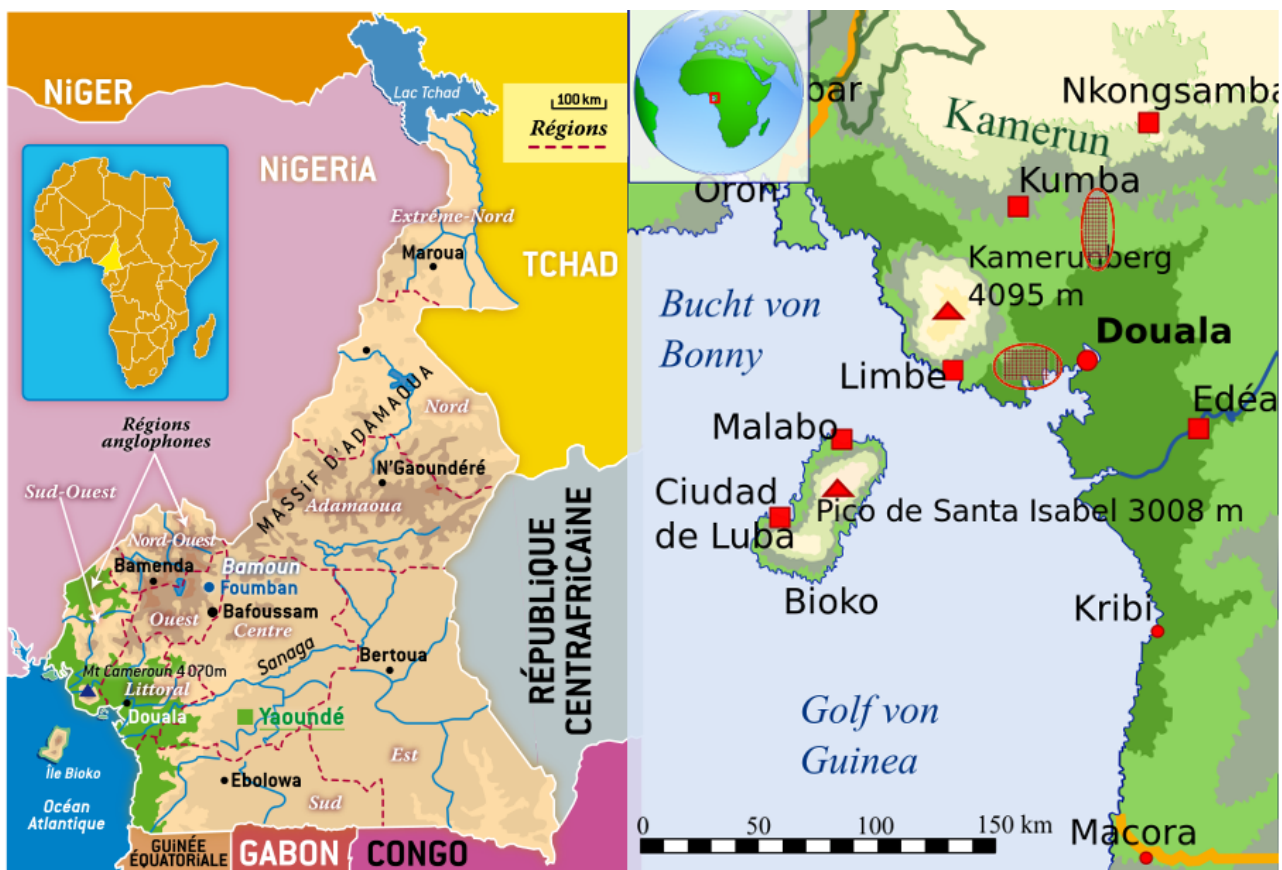 NiGER
Lac Tchad
100 km
Régions
NiGERiA
Extrême-Nord
Maroua
TCHAD
Régions
anglophones
Nord
MASSiF D'ADAMAOUA
N'Gaoundéré
Sud-Ouest
Adamaoua
Nord-Ouest
Bamenda
Bamoun
Foumban
Bafoussam
Ouest
Centre
Sanaga
Bertoua
RÉPUBLiQUE
CENTRAFRiCAiNE
Mt Cameroun 4 070m
Littoral
Douala
Yaoundé
Est
Île Bioko
Ebolowa
Sud
Océan
Atlantique
GUiNÉE
ÉQUATORiALE
GABON
CONGO
bar
Nkongsamba
Kamerun
Oron
Kumba
Kamerunberg
4095 m
Bucht von
Bonny
Douala
Limbe
Edéa
Malabo
Ciudad
de Luba
Pico de Santa Isabel 3008 m
Bioko
Kribi
Golf von
Guinea
0 50 100 150 km
Macora